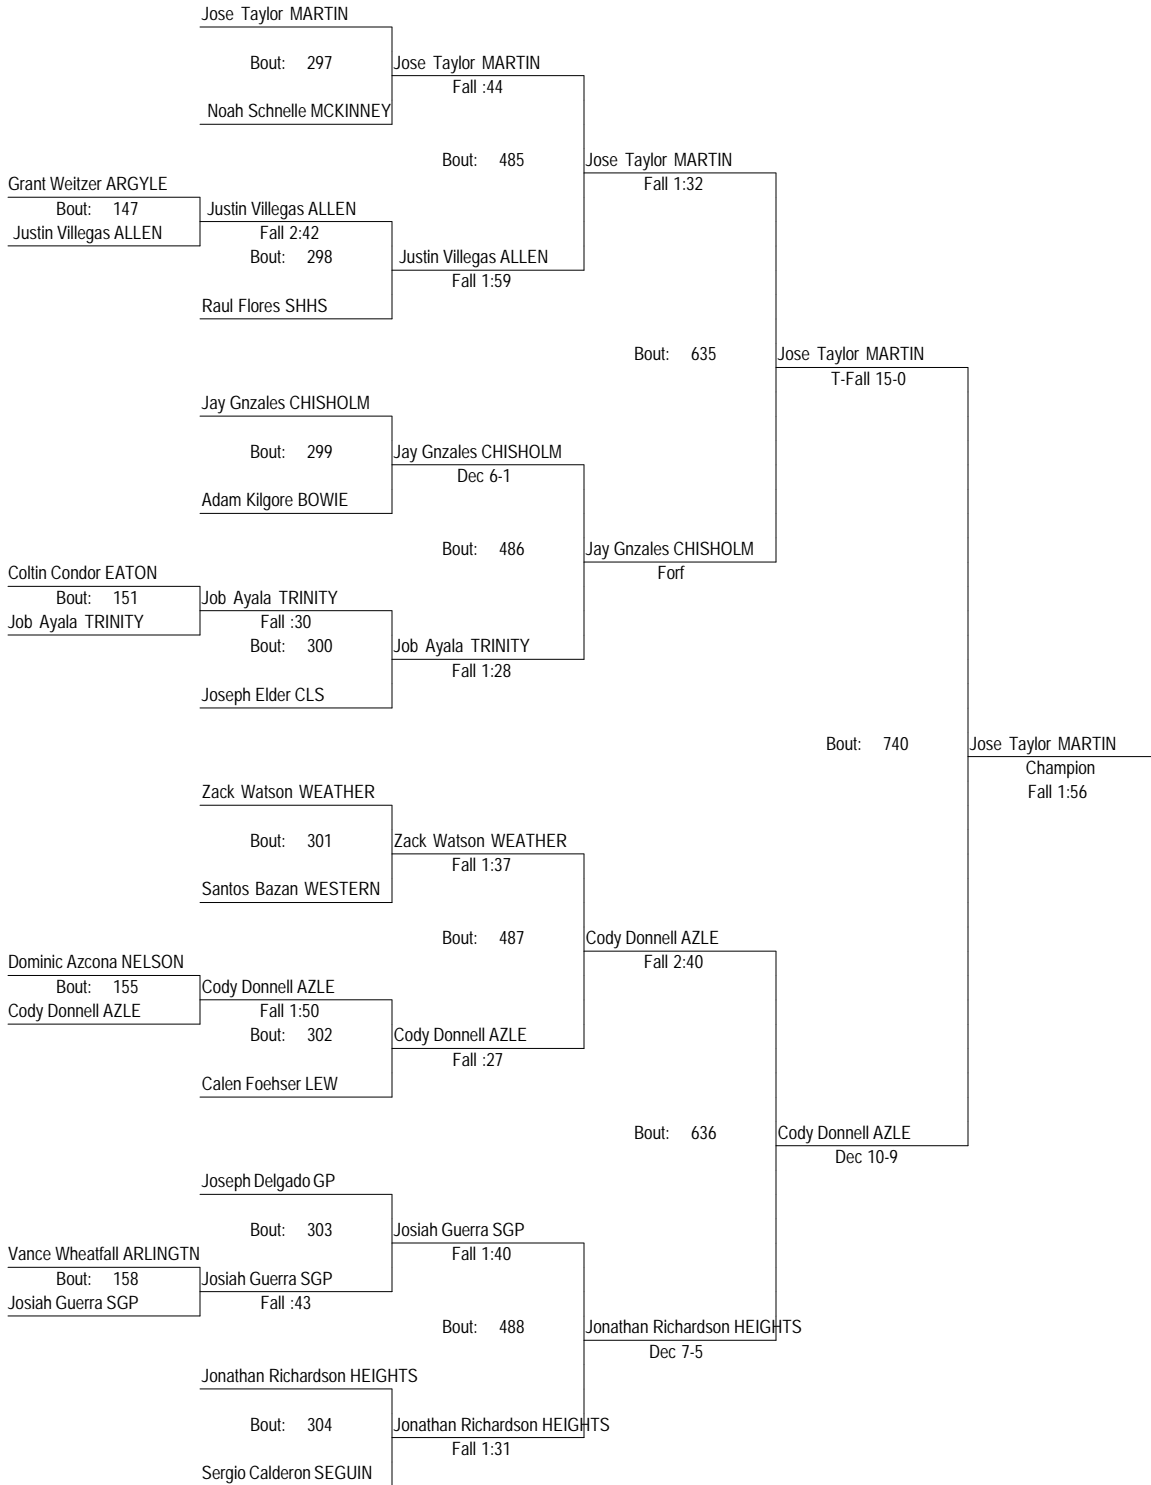 Jose Taylor MARTIN
Bout: 297
Jose Taylor MARTIN
Fall :44
Noah Schnelle MCKINNEY
Bout: 485
Jose Taylor MARTIN
Fall 1:32
Grant Weitzer ARGYLE
Bout: 147
Justin Villegas ALLEN
Justin Villegas ALLEN
Fall 2:42
Bout: 298
Justin Villegas ALLEN
Fall 1:59
Raul Flores SHHS
Bout: 635
Jose Taylor MARTIN
T-Fall 15-0
Jay Gnzales CHISHOLM
Bout: 299
Jay Gnzales CHISHOLM
Dec 6-1
Adam Kilgore BOWIE
Bout: 486
Jay Gnzales CHISHOLM
Forf
Coltin Condor EATON
Bout: 151
Job Ayala TRINITY
Job Ayala TRINITY
Fall :30
Bout: 300
Job Ayala TRINITY
Fall 1:28
Joseph Elder CLS
Bout: 740
Jose Taylor MARTIN
Champion
Fall 1:56
Zack Watson WEATHER
Bout: 301
Zack Watson WEATHER
Fall 1:37
Santos Bazan WESTERN
Bout: 487
Cody Donnell AZLE
Fall 2:40
Dominic Azcona NELSON
Bout: 155
Cody Donnell AZLE
Cody Donnell AZLE
Fall 1:50
Bout: 302
Cody Donnell AZLE
Fall :27
Calen Foehser LEW
Bout: 636
Cody Donnell AZLE
Dec 10-9
Joseph Delgado GP
Bout: 303
Josiah Guerra SGP
Fall 1:40
Vance Wheatfall ARLINGTN
Bout: 158
Josiah Guerra SGP
Josiah Guerra SGP
Fall :43
Bout: 488
Jonathan Richardson HEIGHTS
Dec 7-5
Jonathan Richardson HEIGHTS
Bout: 304
Jonathan Richardson HEIGHTS
Fall 1:31
Sergio Calderon SEGUIN